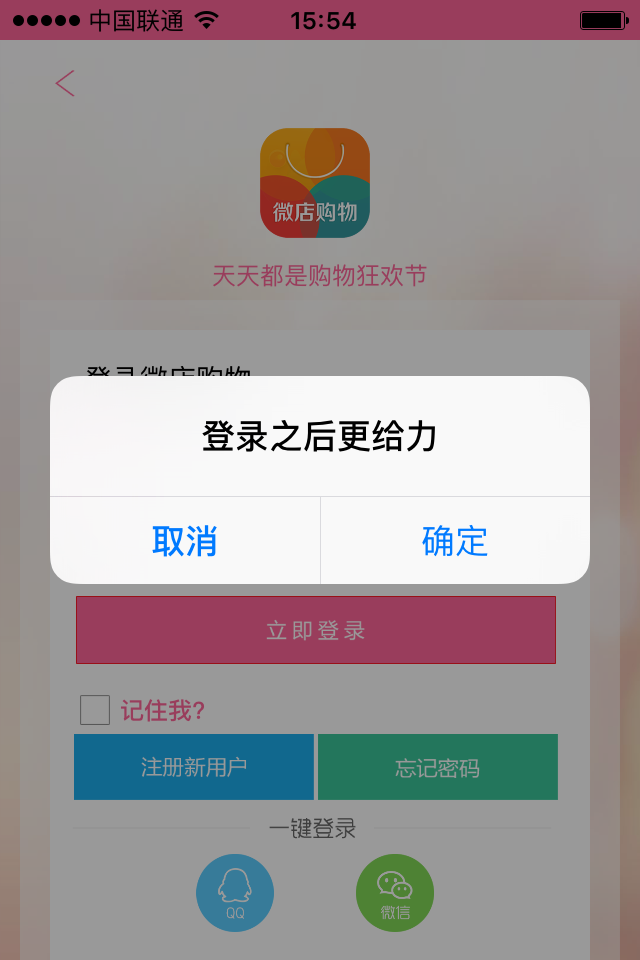 中国联通 15:54
微店购物
天天都是购物狂欢节
登录微店购物
登录之后更给力
取消 确定
立即登录
记住我?
注册新用户 忘记密码
一键登录
QQ 微信